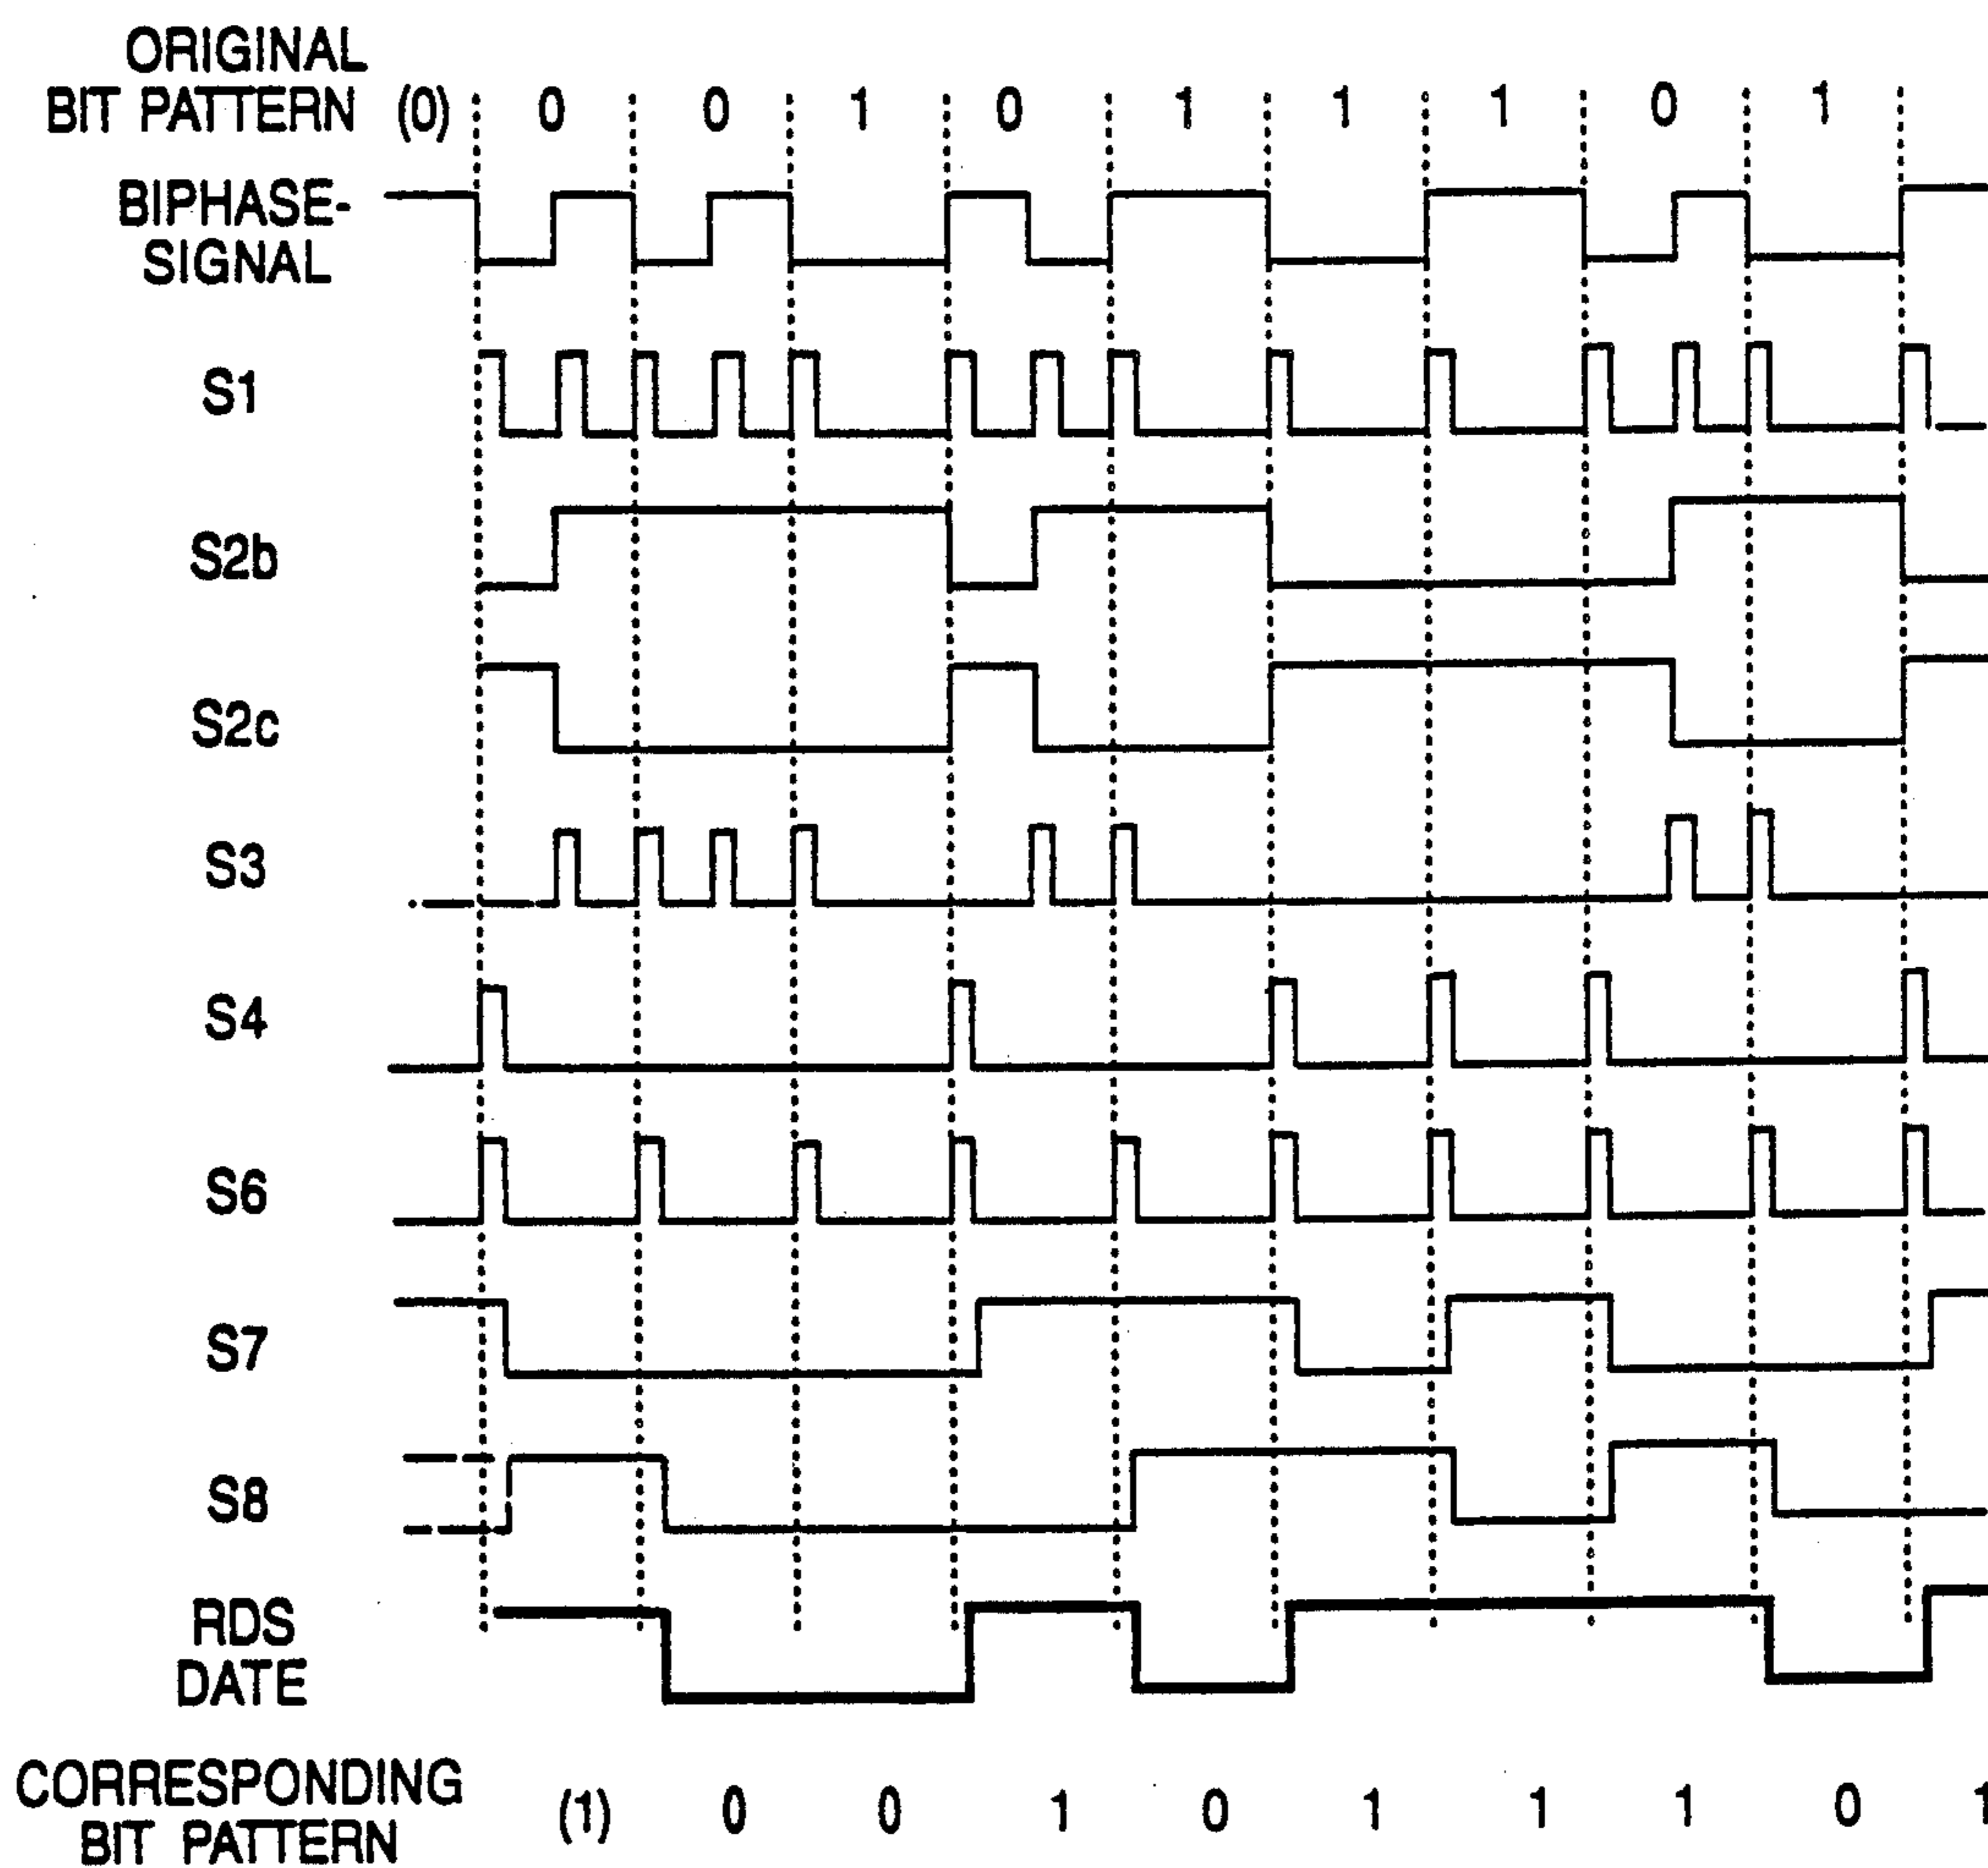 ORIGINAL
BIT PATTERN (0) 0 0 1 0 1 1 1 0 1
BIPHASE-
SIGNAL
S1
S2b
S2c
S3
S4
S6
S7
S8
RDS
DATE
CORRESPONDING
BIT PATTERN (1) 0 0 1 0 1 1 1 0 1